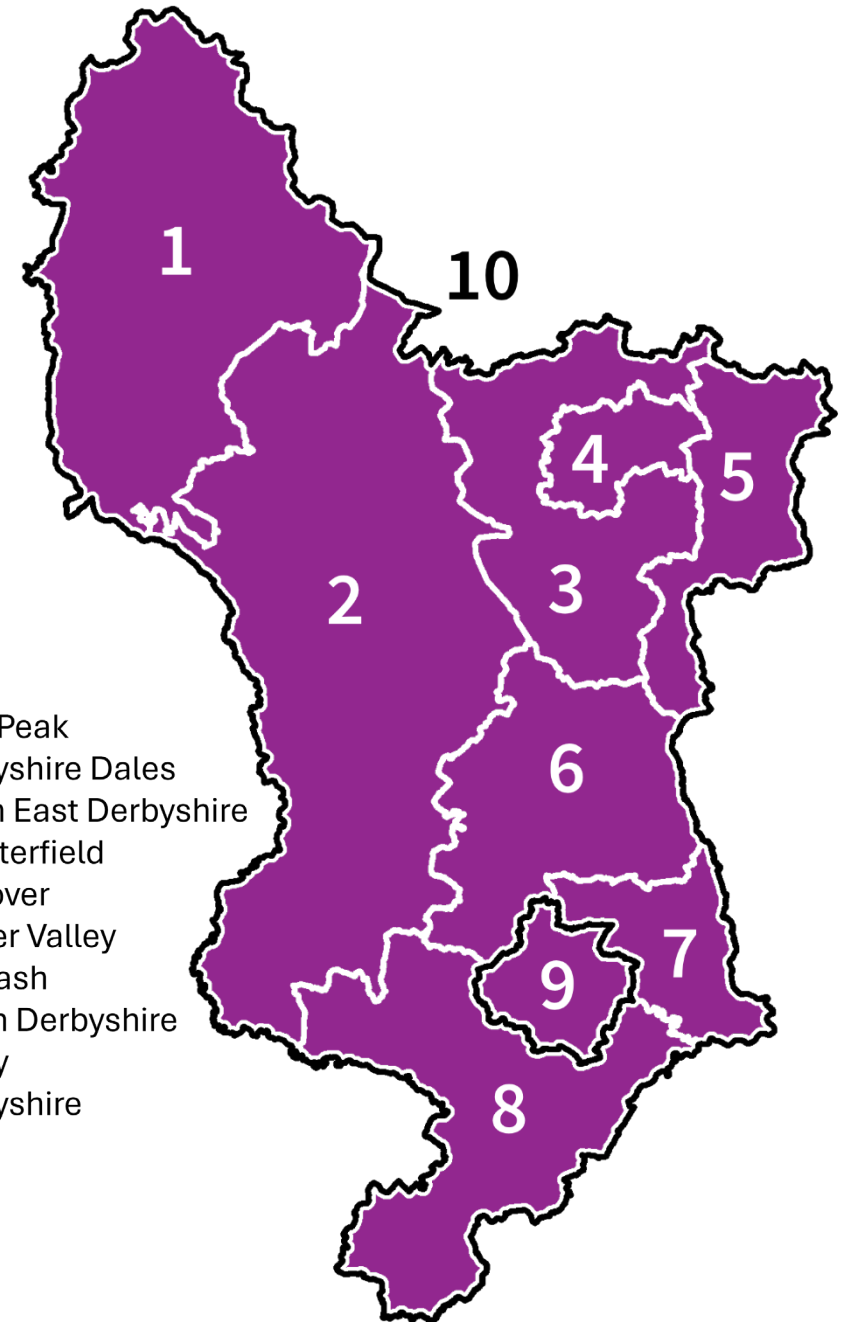 1
10
4
5
3
2
Peak
yshire Dales
East Derbyshire
terfield
over
er Valley
ash
Derbyshire
yshire
6
7
9
8